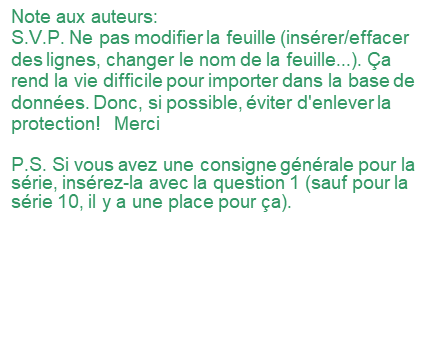 Note aux auteurs:
S.V.P. Ne pas modifier la feuille (insérer/effacer
des lignes, changer le nom de la feuille...). Ça
rend la vie difficile pour importer dans la base de
données. Donc, si possible, éviter d'enlever la
protection!   Merci

P.S. Si vous avez une consigne générale pour la
série, insérez-la avec la question 1 (sauf pour la
série 10, il y a une place pour ça).